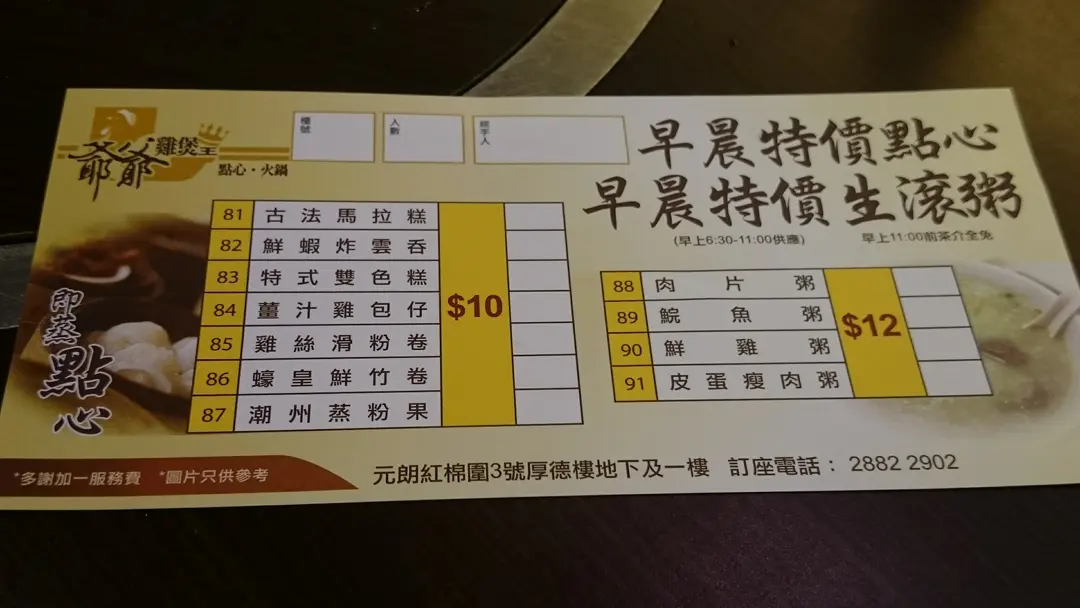 爺爺雞煲王
點心·火鍋
檯號
人數
經手人
早晨特價點心
早晨特價生滾粥
(早上6:30-11:00供應)
早上11:00前茶介全免
即蒸點心
81 古法馬拉糕
82 鮮蝦炸雲吞
83 特式雙色糕
84 薑汁雞包仔
85 雞絲滑粉卷
86 蠔皇鮮竹卷
87 潮州蒸粉果
$10
88 肉片粥
89 鯇魚粥
90 鮮雞粥
91 皮蛋瘦肉粥
$12
*多謝加一服務費 *圖片只供參考
元朗紅棉圍3號厚德樓地下及一樓 訂座電話: 2882 2902